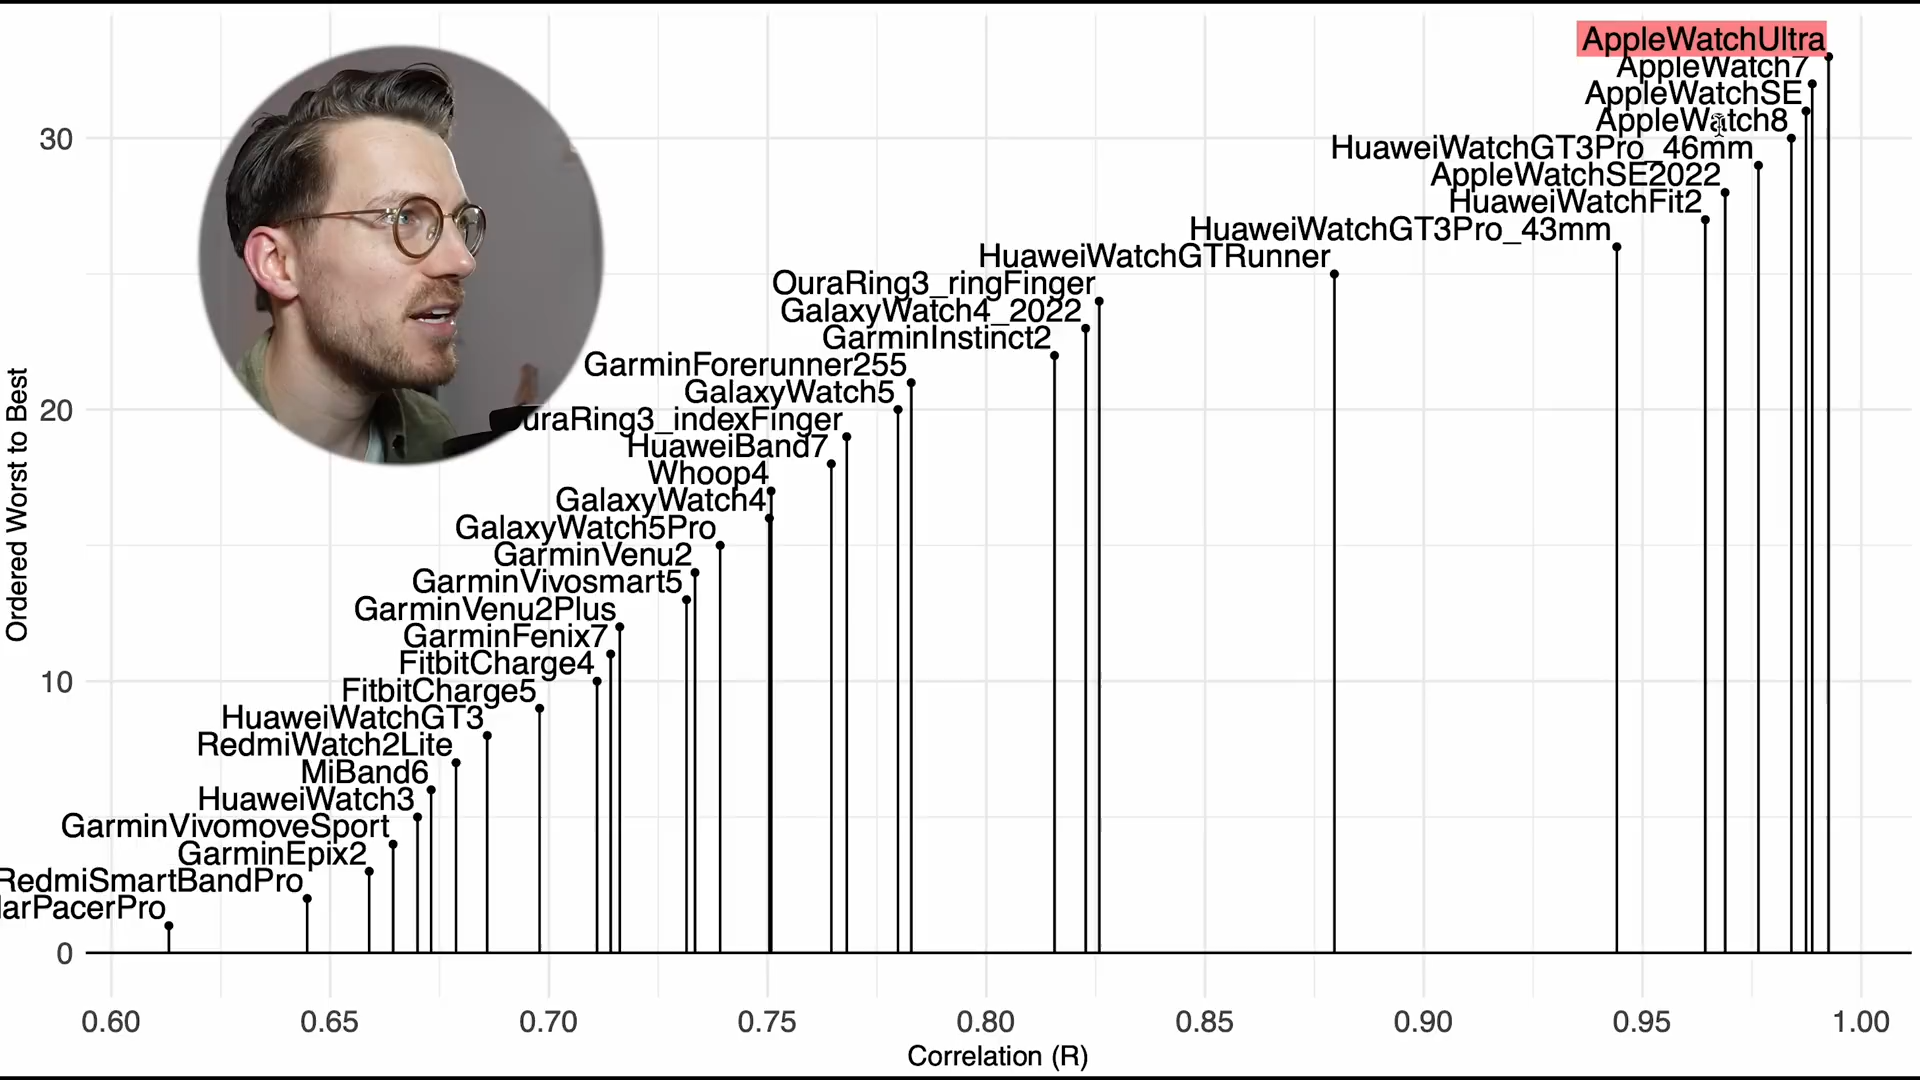 AppleWatchUltra
AppleWatch7
AppleWatchSE
AppleWatch8
HuaweiWatchGT3Pro_46mm
AppleWatchSE2022
HuaweiWatchFit2
HuaweiWatchGT3Pro_43mm
HuaweiWatchGTRunner
OuraRing3_ringFinger
GalaxyWatch4_2022
GarminInstinct2
GarminForerunner255
GalaxyWatch5
uraRing3_indexFinger
HuaweiBand7
Whoop4
GalaxyWatch4
GalaxyWatch5Pro
GarminVenu2
GarminVivosmart5
GarminVenu2Plus
GarminFenix7
FitbitCharge4
FitbitCharge5
HuaweiWatchGT3
RedmiWatch2Lite
MiBand6
HuaweiWatch3
GarminVivomoveSport
GarminEpix2
RedmiSmartBandPro
larPacerPro
30
20
10
0
Ordered Worst to Best
0.60 0.65 0.70 0.75 0.80 0.85 0.90 0.95 1.00
Correlation (R)